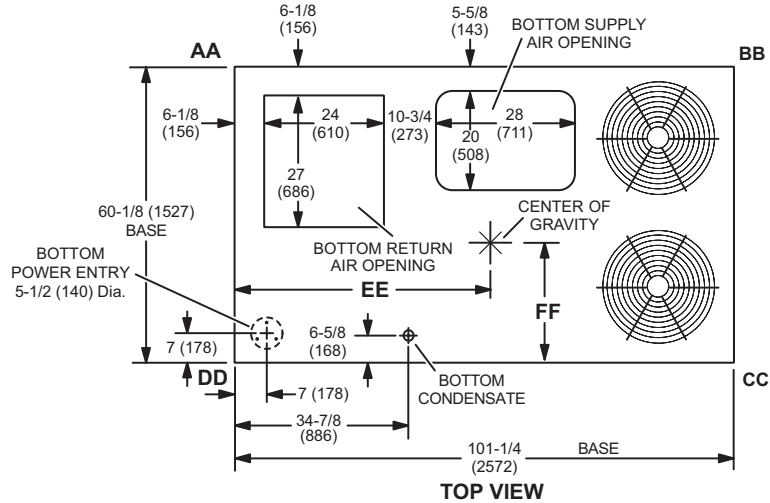 6-1/8
(156)
5-5/8
(143)
BOTTOM SUPPLY
AIR OPENING
AA
BB
6-1/8
(156)
24
(610)
10-3/4
(273)
28
(711)
20
(508)
27
(686)
60-1/8 (1527)
BASE
CENTER OF
GRAVITY
BOTTOM RETURN
AIR OPENING
BOTTOM
POWER ENTRY
5-1/2 (140) Dia.
EE
FF
7 (178)
6-5/8
(168)
DD
CC
7 (178)
BOTTOM
CONDENSATE
34-7/8
(886)
101-1/4
(2572)
BASE
TOP VIEW